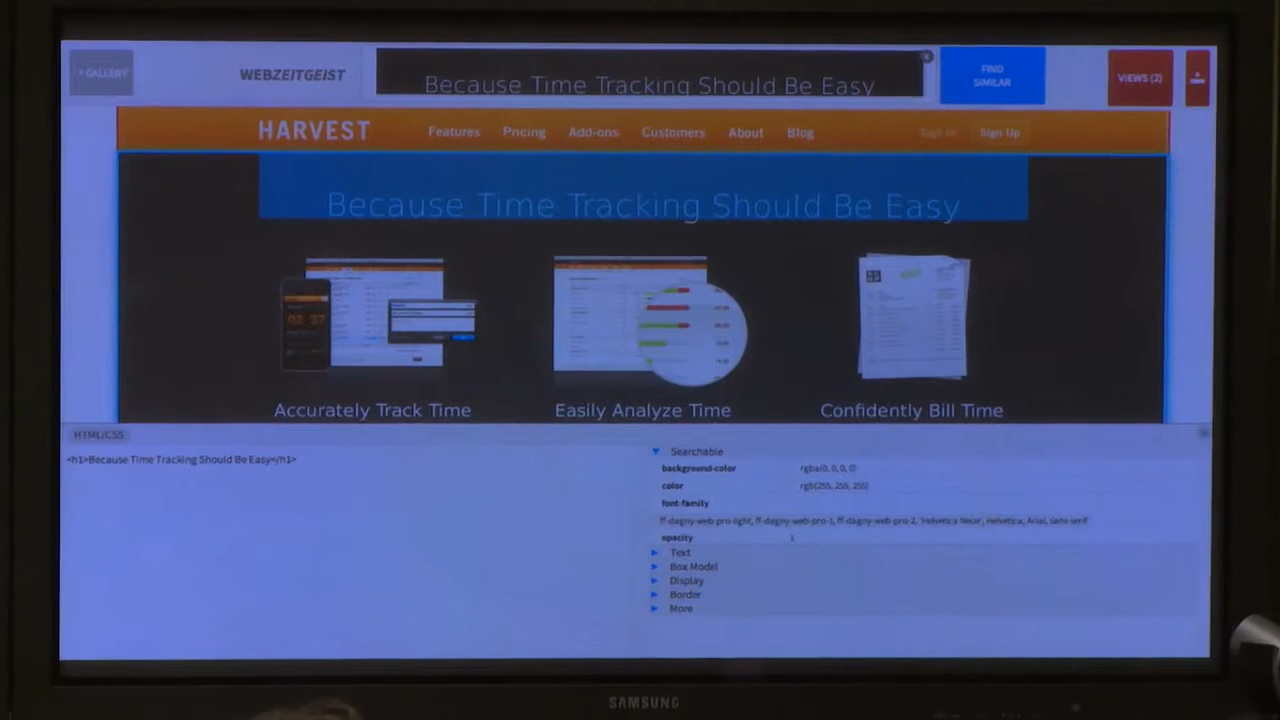 +GALLERY
WEBZEITGEIST
Because Time Tracking Should Be Easy
x
FIND
SIMILAR
VIEWS (2)
HARVEST
Features Pricing Add-ons Customers About Blog Sign In Sign Up
Because Time Tracking Should Be Easy
Accurately Track Time Easily Analyze Time Confidently Bill Time
HTML/CSS
<h1>Because Time Tracking Should Be Easy</h1>
Searchable
background-color rgba(0, 0, 0, 0)
color rgb(255, 255, 255)
font-family
ff-dagny-web-pro-light, ff-dagny-web-pro-1, ff-dagny-web-pro-2, 'Helvetica Neue', Helvetica, Arial, sans-serif
opacity 1
Text
Box Model
Display
Border
More
SAMSUNG